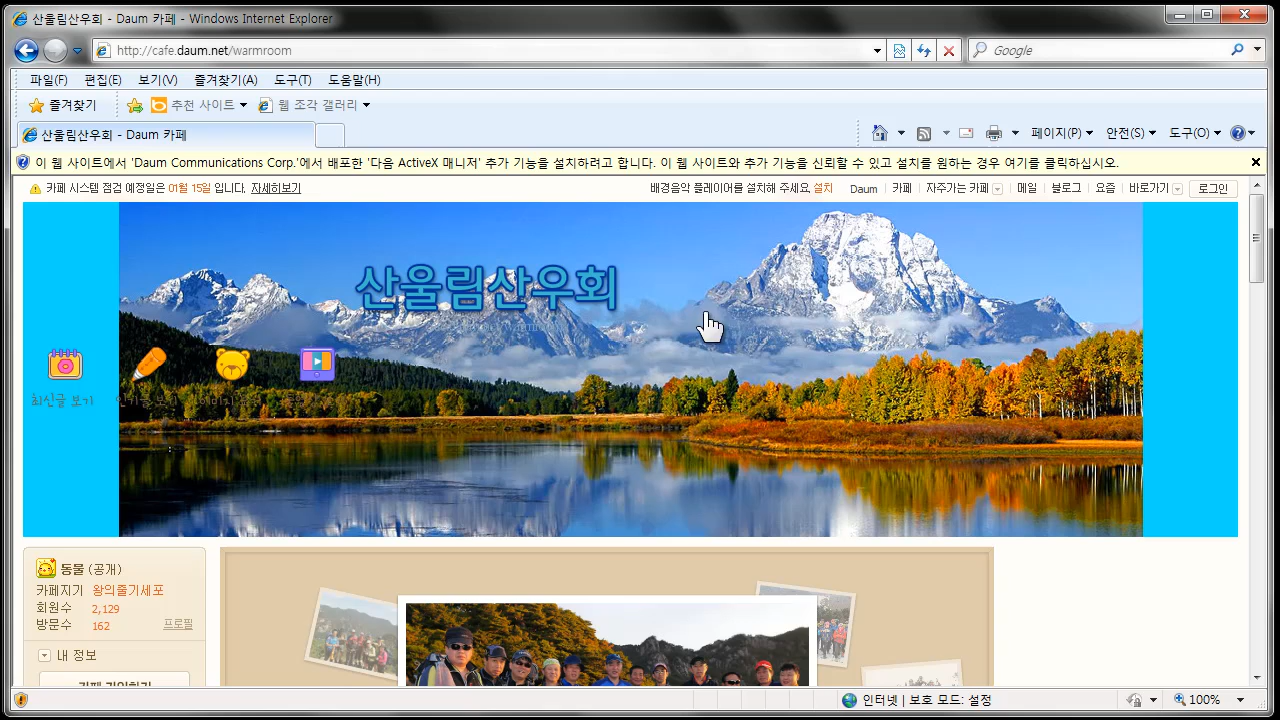 산울림산우회 - Daum 카페 - Windows Internet Explorer
http://cafe.daum.net/warmroom
Google
파일(F) 편집(E) 보기(V) 즐겨찾기(A) 도구(T) 도움말(H)
즐겨찾기 추천 사이트 웹 조각 갤러리
산울림산우회 - Daum 카페
페이지(P) 안전(S) 도구(O)
이 웹 사이트에서 'Daum Communications Corp.'에서 배포한 '다음 ActiveX 매니저' 추가 기능을 설치하려고 합니다. 이 웹 사이트와 추가 기능을 신뢰할 수 있고 설치를 원하는 경우 여기를 클릭하십시오.
카페 시스템 점검 예정일은 01월 15일 입니다. 자세히보기
배경음악 플레이어를 설치해 주세요. 설치 Daum 카페 자주가는 카페 메일 블로그 요즘 바로가기 로그인
산울림산우회
최신글 보기 인기글 보기
동물 (공개)
카페지기 왕의줄기세포
회원수 2,129
방문수 162 프로필
내 정보
카페 가입하기
인터넷 | 보호 모드: 설정
100%